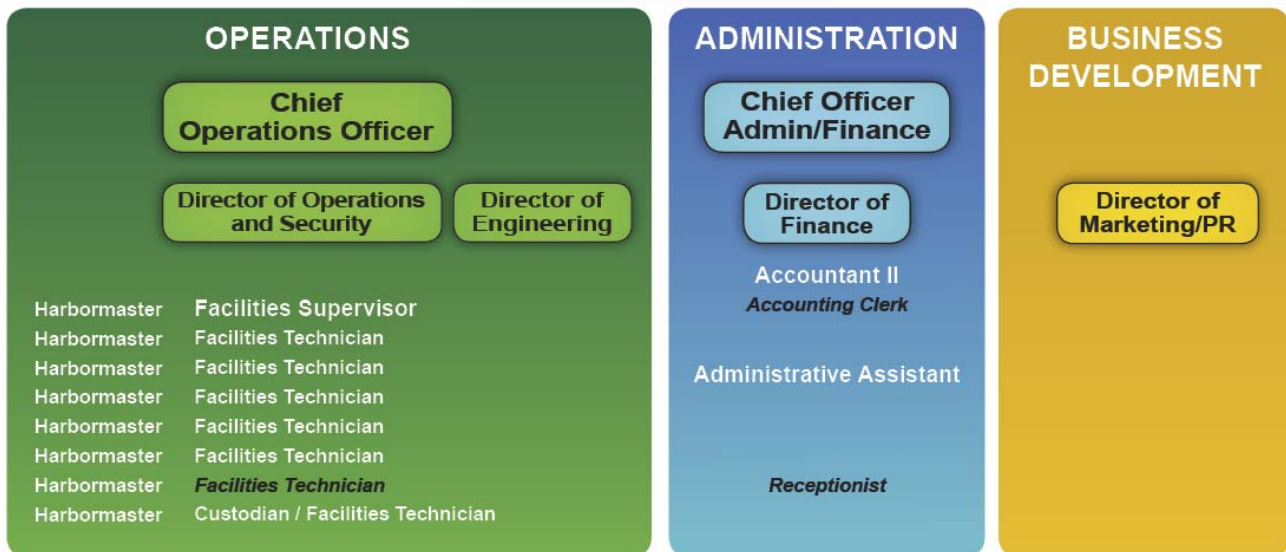 OPERATIONS
Chief
Operations Officer
Director of Operations
and Security
Director of
Engineering
Harbormaster Facilities Supervisor
Harbormaster Facilities Technician
Harbormaster Facilities Technician
Harbormaster Facilities Technician
Harbormaster Facilities Technician
Harbormaster Facilities Technician
Harbormaster Facilities Technician
Harbormaster Custodian / Facilities Technician
ADMINISTRATION
Chief Officer
Admin/Finance
Director of
Finance
Accountant II
Accounting Clerk
Administrative Assistant
Receptionist
BUSINESS
DEVELOPMENT
Director of
Marketing/PR